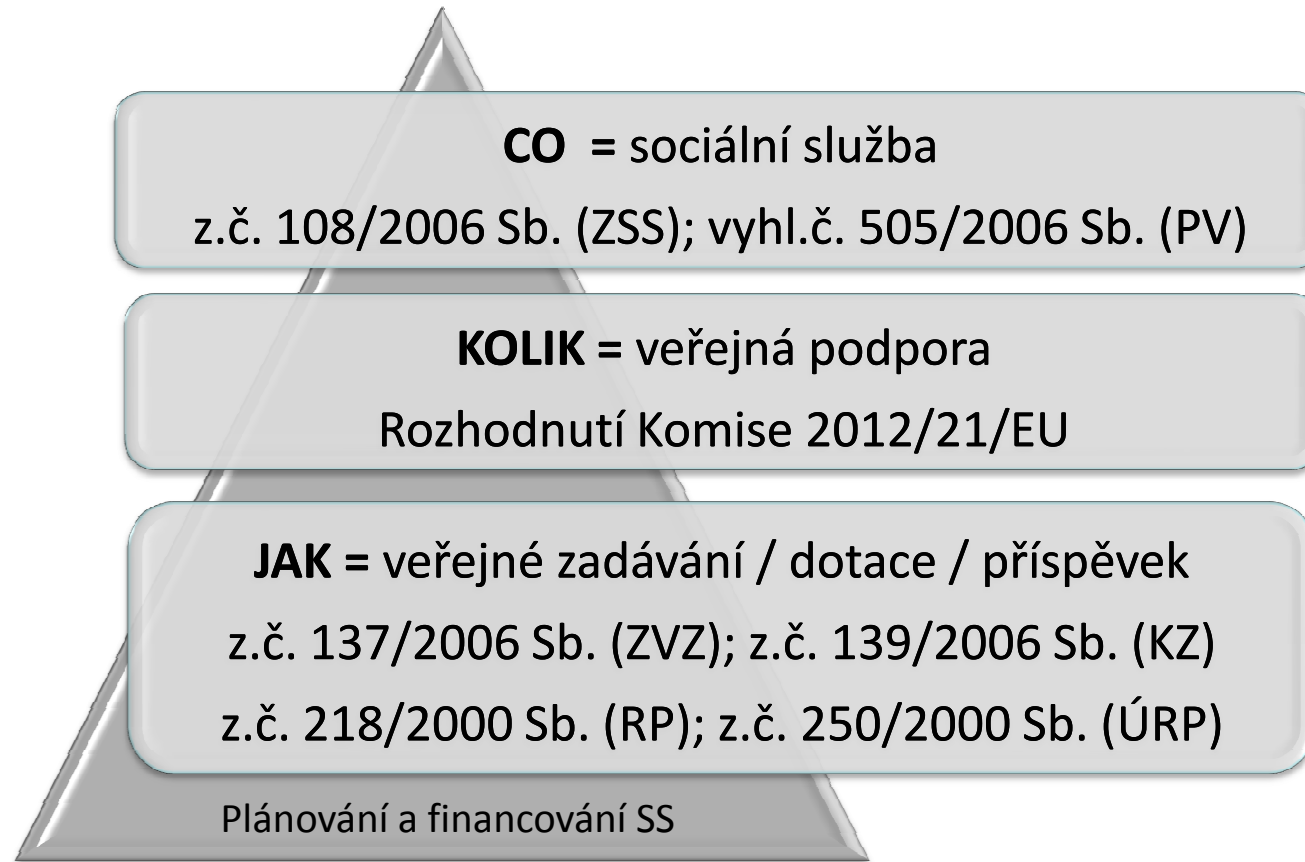 CO = sociální služba
z.č. 108/2006 Sb. (ZSS); vyhl.č. 505/2006 Sb. (PV)
KOLIK = veřejná podpora
Rozhodnutí Komise 2012/21/EU
JAK = veřejné zadávání / dotace / příspěvek
z.č. 137/2006 Sb. (ZVZ); z.č. 139/2006 Sb. (KZ)
z.č. 218/2000 Sb. (RP); z.č. 250/2000 Sb. (ÚRP)
Plánování a financování SS